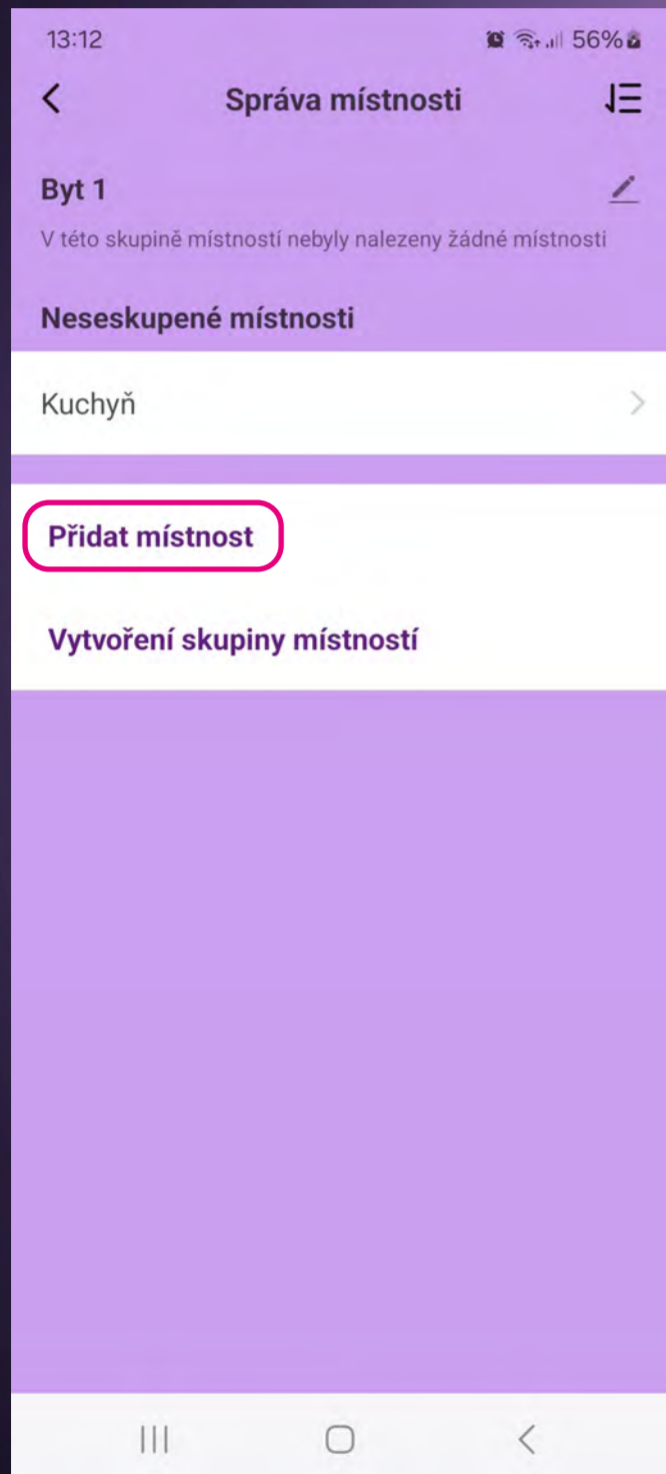 13:12 56%
Správa místnosti
Byt 1
V této skupině místností nebyly nalezeny žádné místnosti
Neseskupené místnosti
Kuchyň
Přidat místnost
Vytvoření skupiny místností